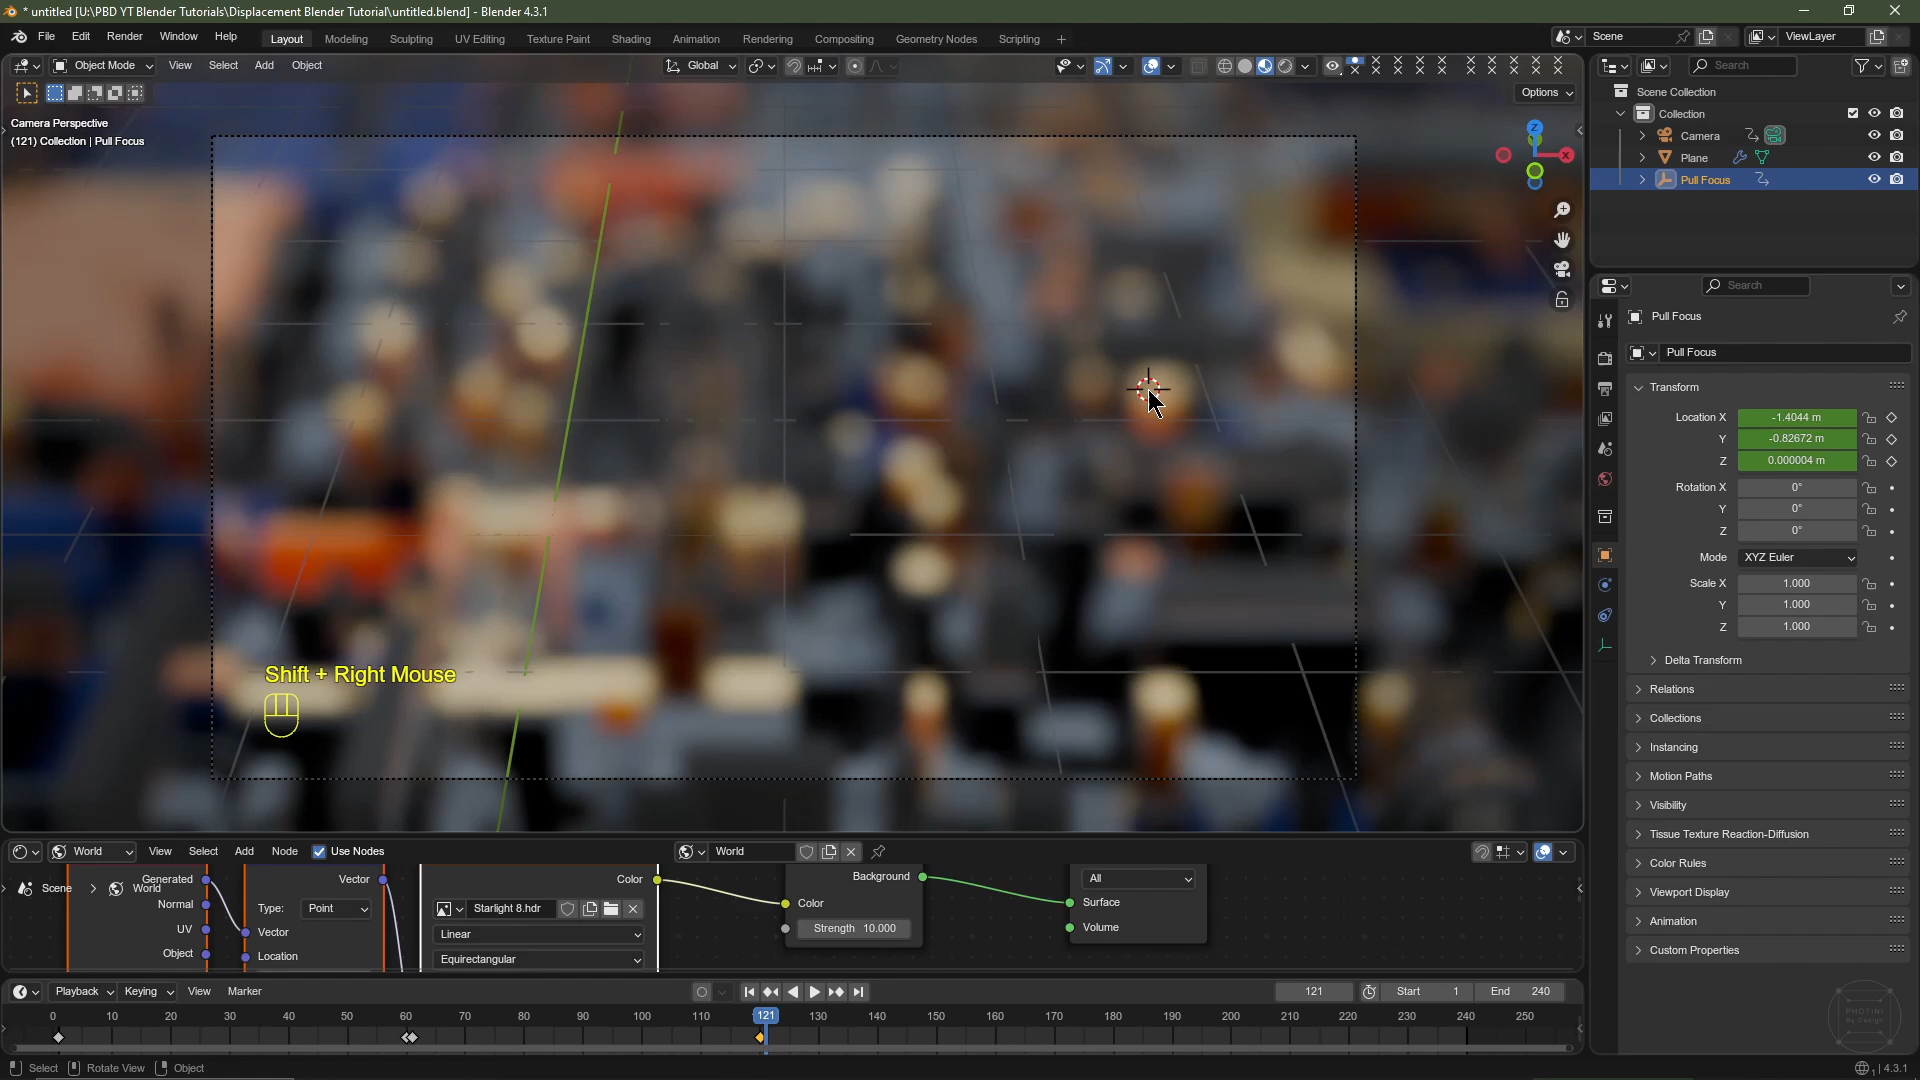 * untitled [U:\PBD YT Blender Tutorials\Displacement Blender Tutorial\untitled.blend] - Blender 4.3.1
File Edit Render Window Help Layout Modeling Sculpting UV Editing Texture Paint Shading Animation Rendering Compositing Geometry Nodes Scripting + Scene ViewLayer
Object Mode View Select Add Object Global Search
Options
Camera Perspective
(121) Collection | Pull Focus
Shift + Right Mouse
Z
X
Scene Collection
Collection
Camera
Plane
Pull Focus
Search
Pull Focus
Pull Focus
Transform
Location X -1.4044 m
Y -0.82672 m
Z 0.000004 m
Rotation X 0°
Y 0°
Z 0°
Mode XYZ Euler
Scale X 1.000
Y 1.000
Z 1.000
Delta Transform
Relations
Collections
Instancing
Motion Paths
Visibility
Tissue Texture Reaction-Diffusion
Color Rules
Viewport Display
Animation
Custom Properties
PHOTINI
By Design
World View Select Add Node Use Nodes World
Scene > World
Generated
Normal
UV
Object
Vector
Type: Point
Vector
Location
Color
Starlight 8.hdr
Linear
Equirectangular
Background
Color
Strength 10.000
All
Surface
Volume
Playback Keying View Marker 121 Start 1 End 240
0 10 20 30 40 50 60 70 80 90 100 110 121 130 140 150 160 170 180 190 200 210 220 230 240 250
Select Rotate View Object 4.3.1